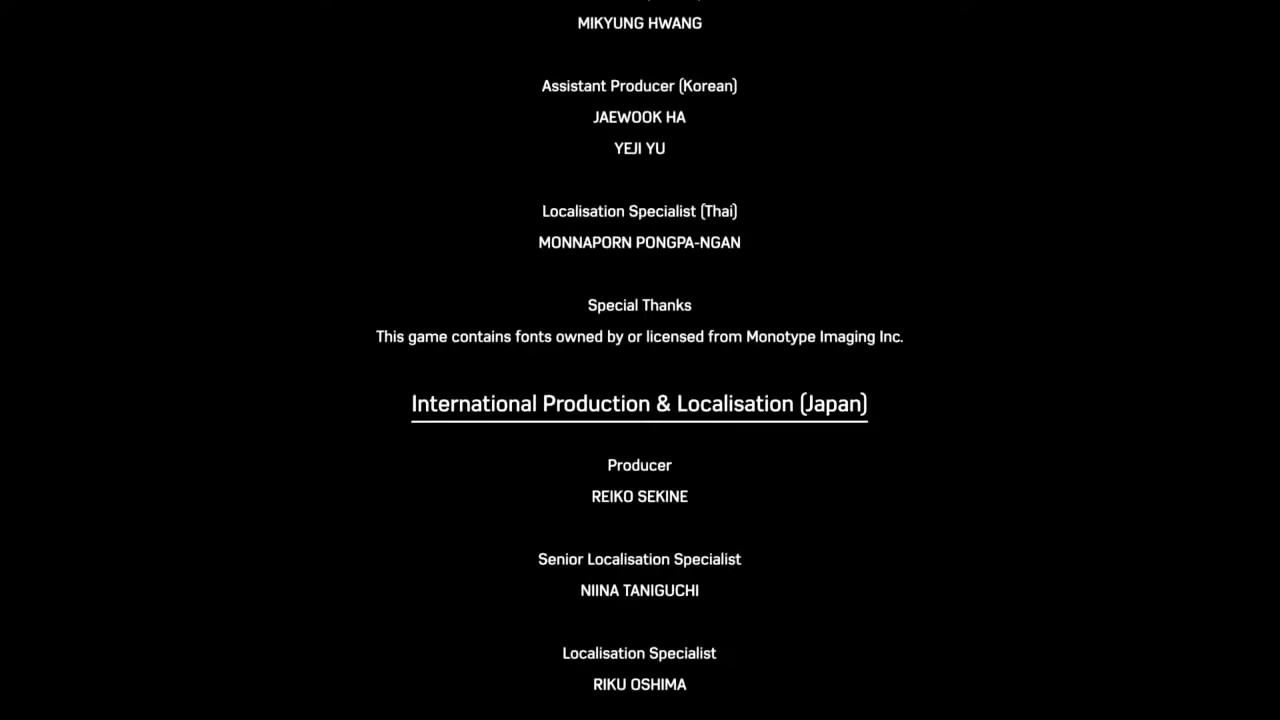 MIKYUNG HWANG
Assistant Producer (Korean)
JAEWOOK HA
YEJI YU
Localisation Specialist (Thai)
MONNAPORN PONGPA-NGAN
Special Thanks
This game contains fonts owned by or licensed from Monotype Imaging Inc.
International Production & Localisation (Japan)
Producer
REIKO SEKINE
Senior Localisation Specialist
NIINA TANIGUCHI
Localisation Specialist
RIKU OSHIMA